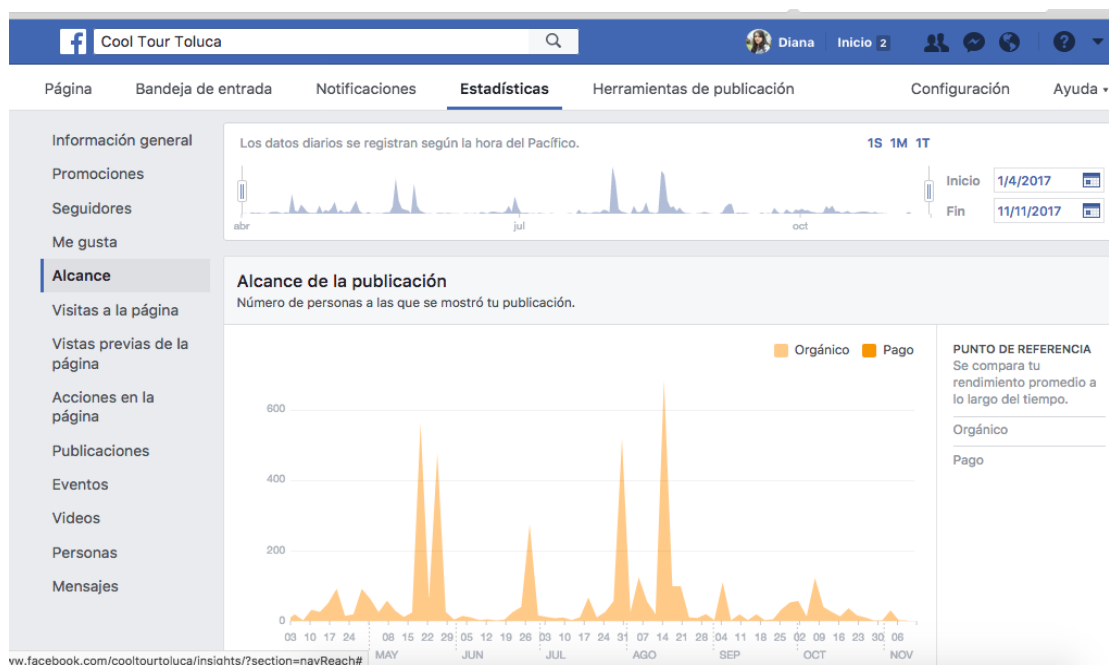 Cool Tour Toluca
Diana Inicio 2
Página Bandeja de entrada Notificaciones Estadísticas Herramientas de publicación Configuración Ayuda
Información general
Promociones
Seguidores
Me gusta
Alcance
Visitas a la página
Vistas previas de la
página
Acciones en la
página
Publicaciones
Eventos
Videos
Personas
Mensajes
Los datos diarios se registran según la hora del Pacífico.
1S 1M 1T
Inicio 1/4/2017
Fin 11/11/2017
abr jul oct
Alcance de la publicación
Número de personas a las que se mostró tu publicación.
Orgánico Pago
600
400
200
0
03 10 17 24 08 15 22 29 05 12 19 26 03 10 17 24 31 07 14 21 28 04 11 18 25 02 09 16 23 30 06
MAY JUN JUL AGO SEP OCT NOV
PUNTO DE REFERENCIA
Se compara tu
rendimiento promedio a
lo largo del tiempo.
Orgánico
Pago
ww.facebook.com/cooltourtoluca/insights/?section=navReach#